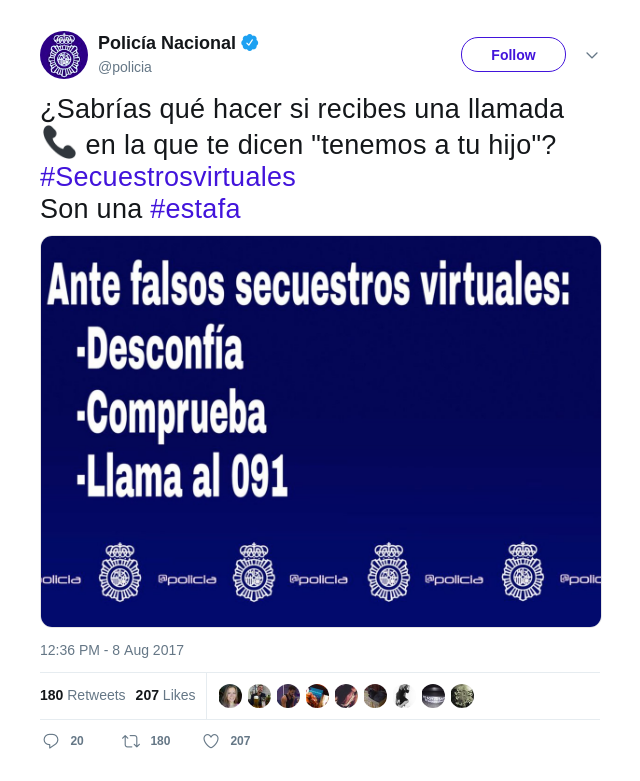 Policía Nacional
@policia
Follow
¿Sabrías qué hacer si recibes una llamada
📞 en la que te dicen "tenemos a tu hijo"?
#Secuestrosvirtuales
Son una #estafa
Ante falsos secuestros virtuales:
-Desconfía
-Comprueba
-Llama al 091
olicia @policia @policia @policia @polic
12:36 PM - 8 Aug 2017
180 Retweets 207 Likes
20 180 207